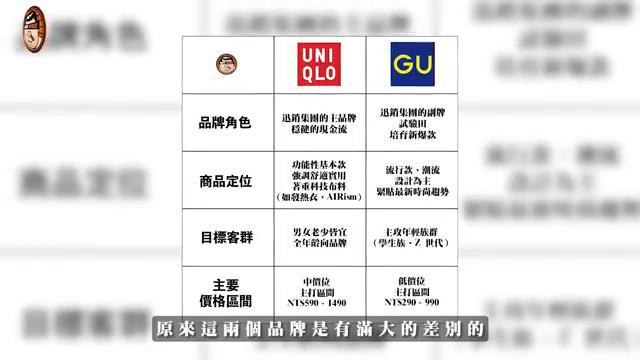 UNI
QLO
GU
品牌角色
迅銷集團的主品牌
穩健的現金流
迅銷集團的副牌
試驗田
培育新爆款
商品定位
功能性基本款
強調舒適實用
著重科技布料
(如發熱衣、AIRism)
流行款、潮流
設計為主
緊貼最新時尚趨勢
目標客群
男女老少皆宜
全年齡向品牌
主攻年輕族群
(學生族、Z 世代)
主要
價格區間
中價位
主打區間
NT$590 - 1490
低價位
主打區間
NT$290 - 990
原來這兩個品牌是有滿大的差別的